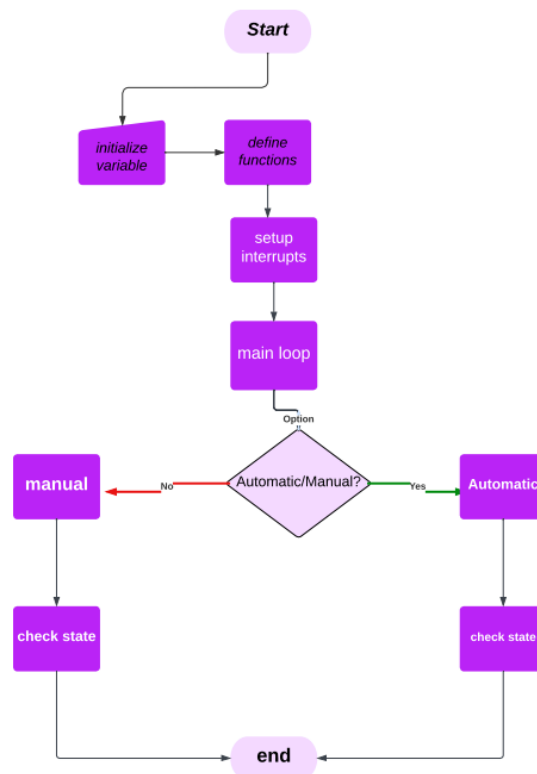 Start
initialize
variable
define
functions
setup
interrupts
main loop
Option
Automatic/Manual?
manual
No
Yes
Automatic
check state
check state
end